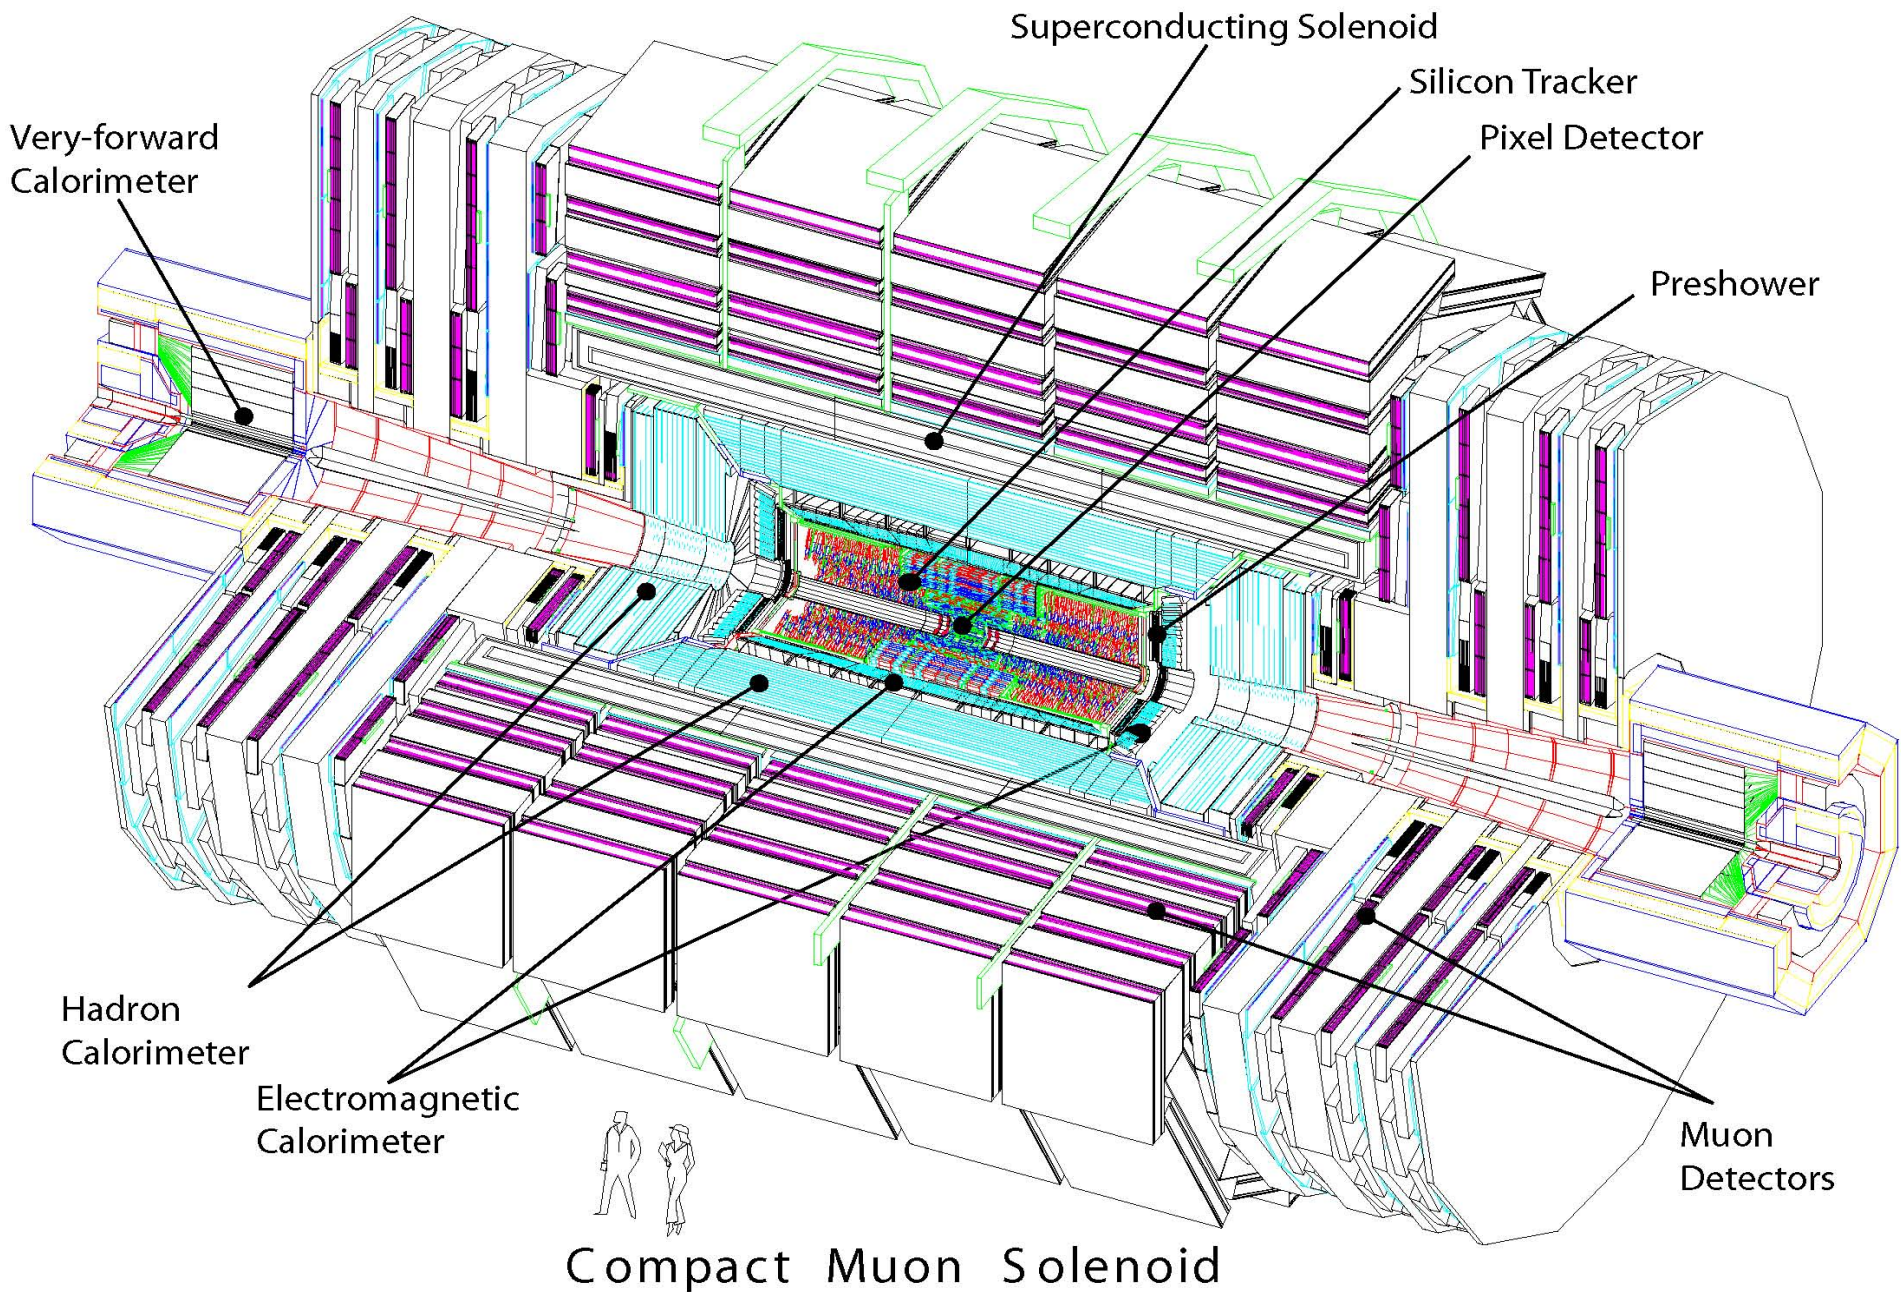 Superconducting Solenoid
Silicon Tracker
Pixel Detector
Very-forward
Calorimeter
Preshower
Hadron
Calorimeter
Electromagnetic
Calorimeter
Muon
Detectors
Compact Muon Solenoid